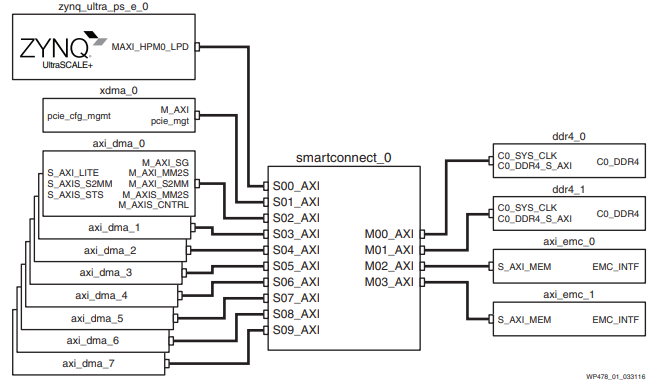 zynq_ultra_ps_e_0
ZYNQ
UltraSCALE+
MAXI_HPM0_LPD
xdma_0
pcie_cfg_mgmt
M_AXI
pcie_mgt
axi_dma_0
S_AXI_LITE
S_AXIS_S2MM
S_AXIS_STS
M_AXI_SG
M_AXI_MM2S
M_AXI_S2MM
M_AXIS_MM2S
M_AXIS_CNTRL
axi_dma_1
axi_dma_2
axi_dma_3
axi_dma_4
axi_dma_5
axi_dma_6
axi_dma_7
smartconnect_0
S00_AXI
S01_AXI
S02_AXI
S03_AXI
S04_AXI
S05_AXI
S06_AXI
S07_AXI
S08_AXI
S09_AXI
M00_AXI
M01_AXI
M02_AXI
M03_AXI
ddr4_0
C0_SYS_CLK
C0_DDR4_S_AXI
C0_DDR4
ddr4_1
C0_SYS_CLK
C0_DDR4_S_AXI
C0_DDR4
axi_emc_0
S_AXI_MEM
EMC_INTF
axi_emc_1
S_AXI_MEM
EMC_INTF
WP478_01_033116